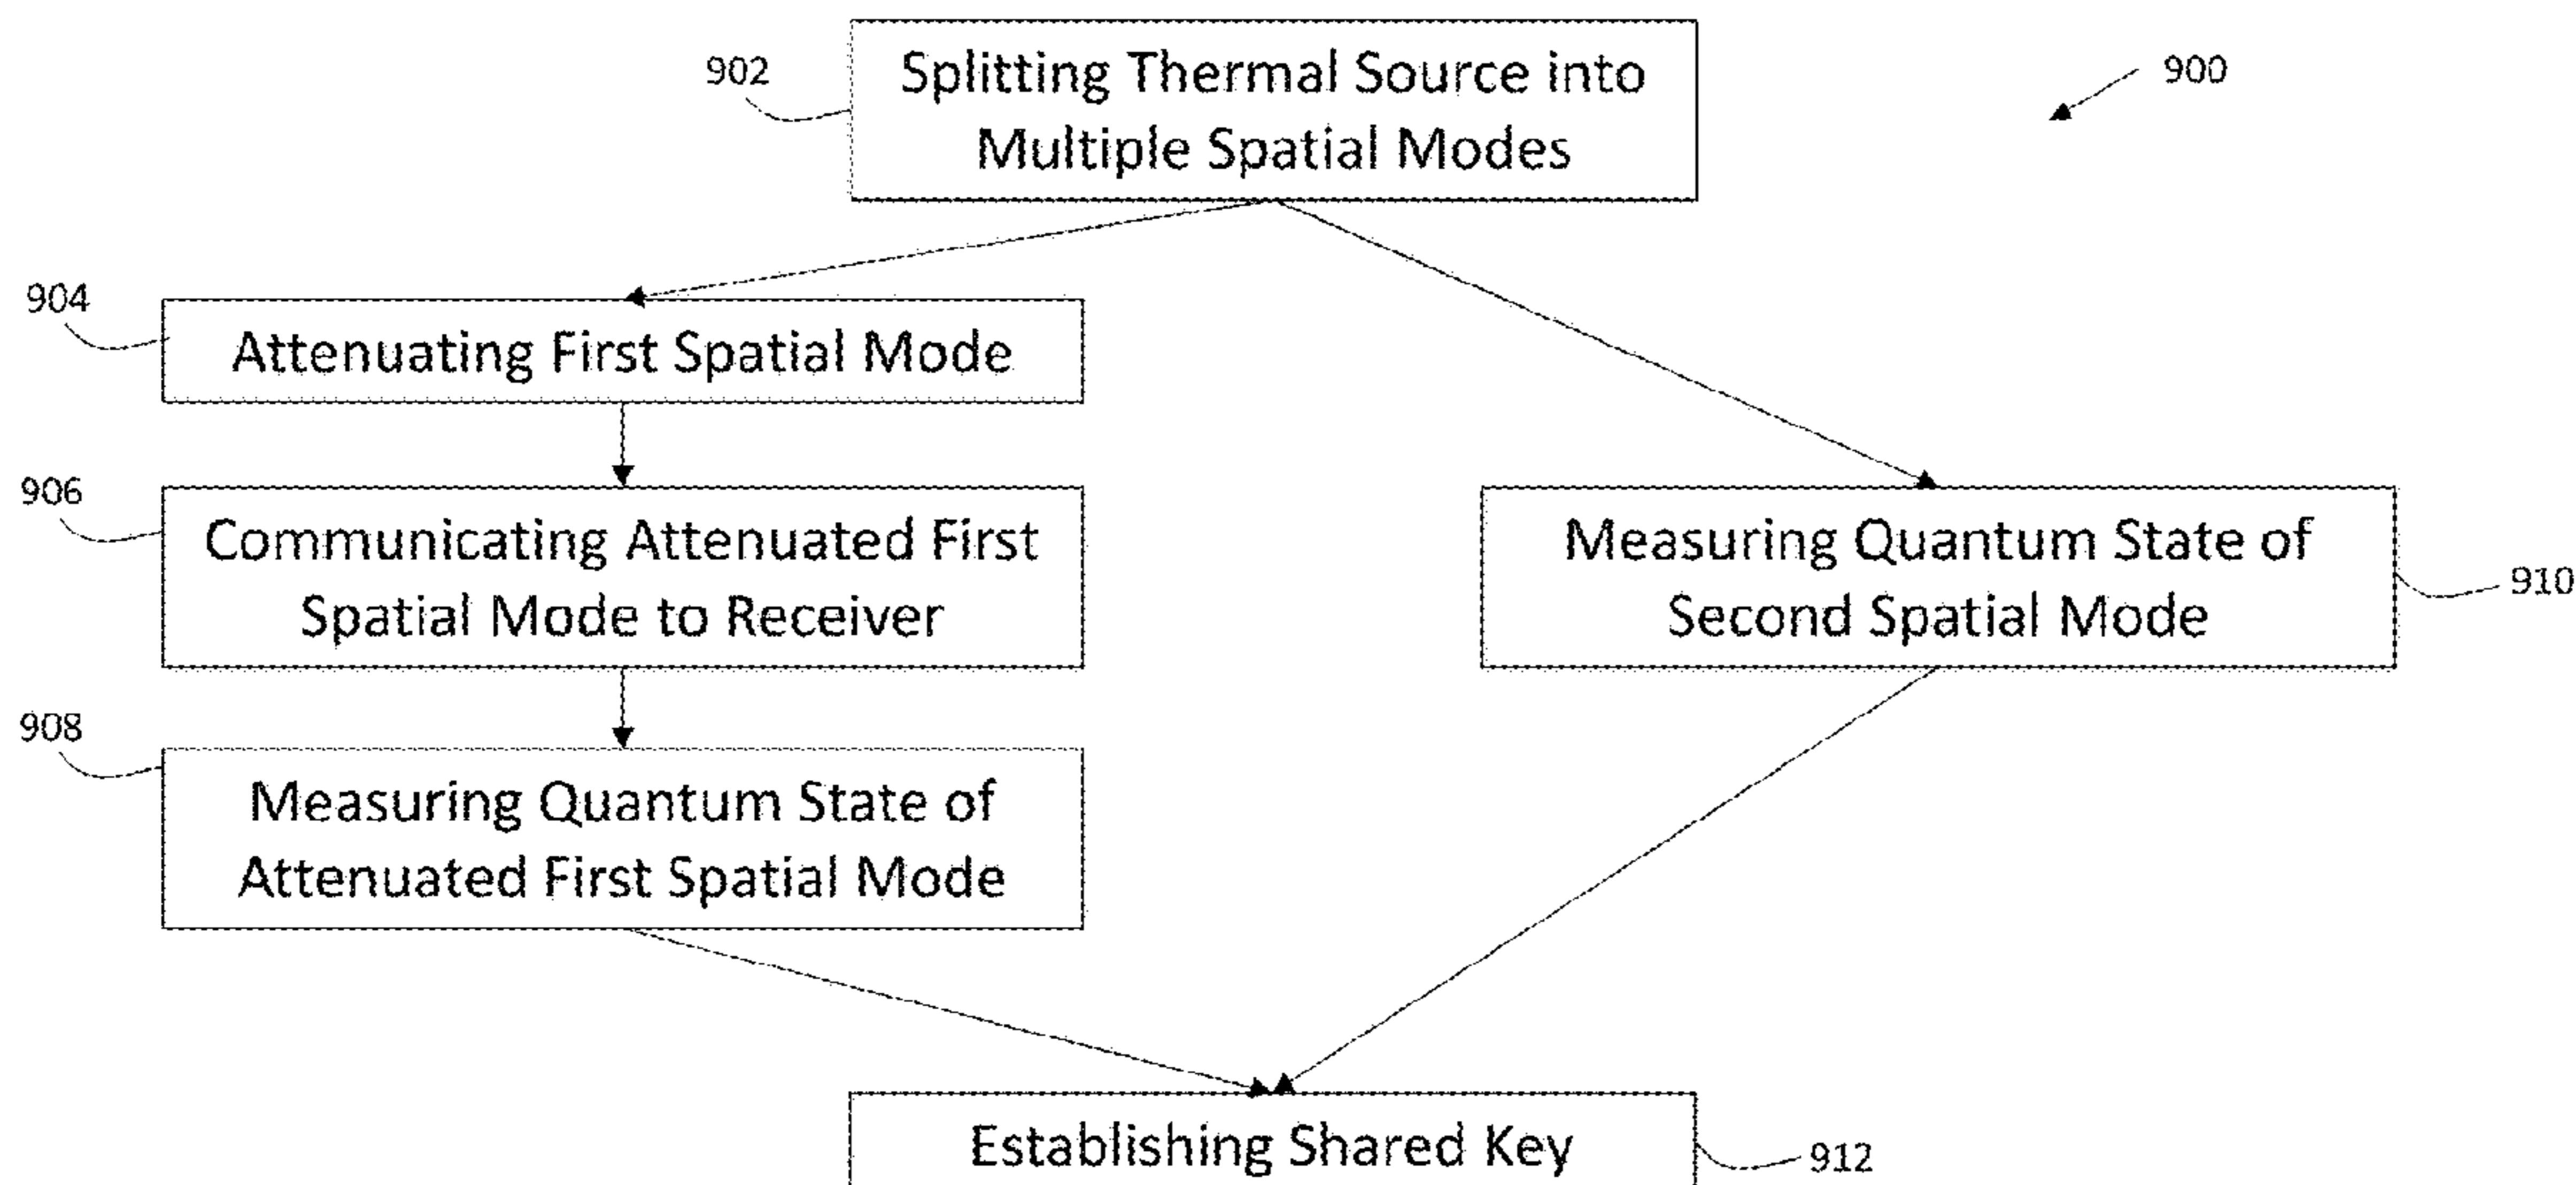 902
Splitting Thermal Source into
Multiple Spatial Modes
900
904
Attenuating First Spatial Mode
906
Communicating Attenuated First
Spatial Mode to Receiver
Measuring Quantum State of
Second Spatial Mode
910
908
Measuring Quantum State of
Attenuated First Spatial Mode
Establishing Shared Key
912